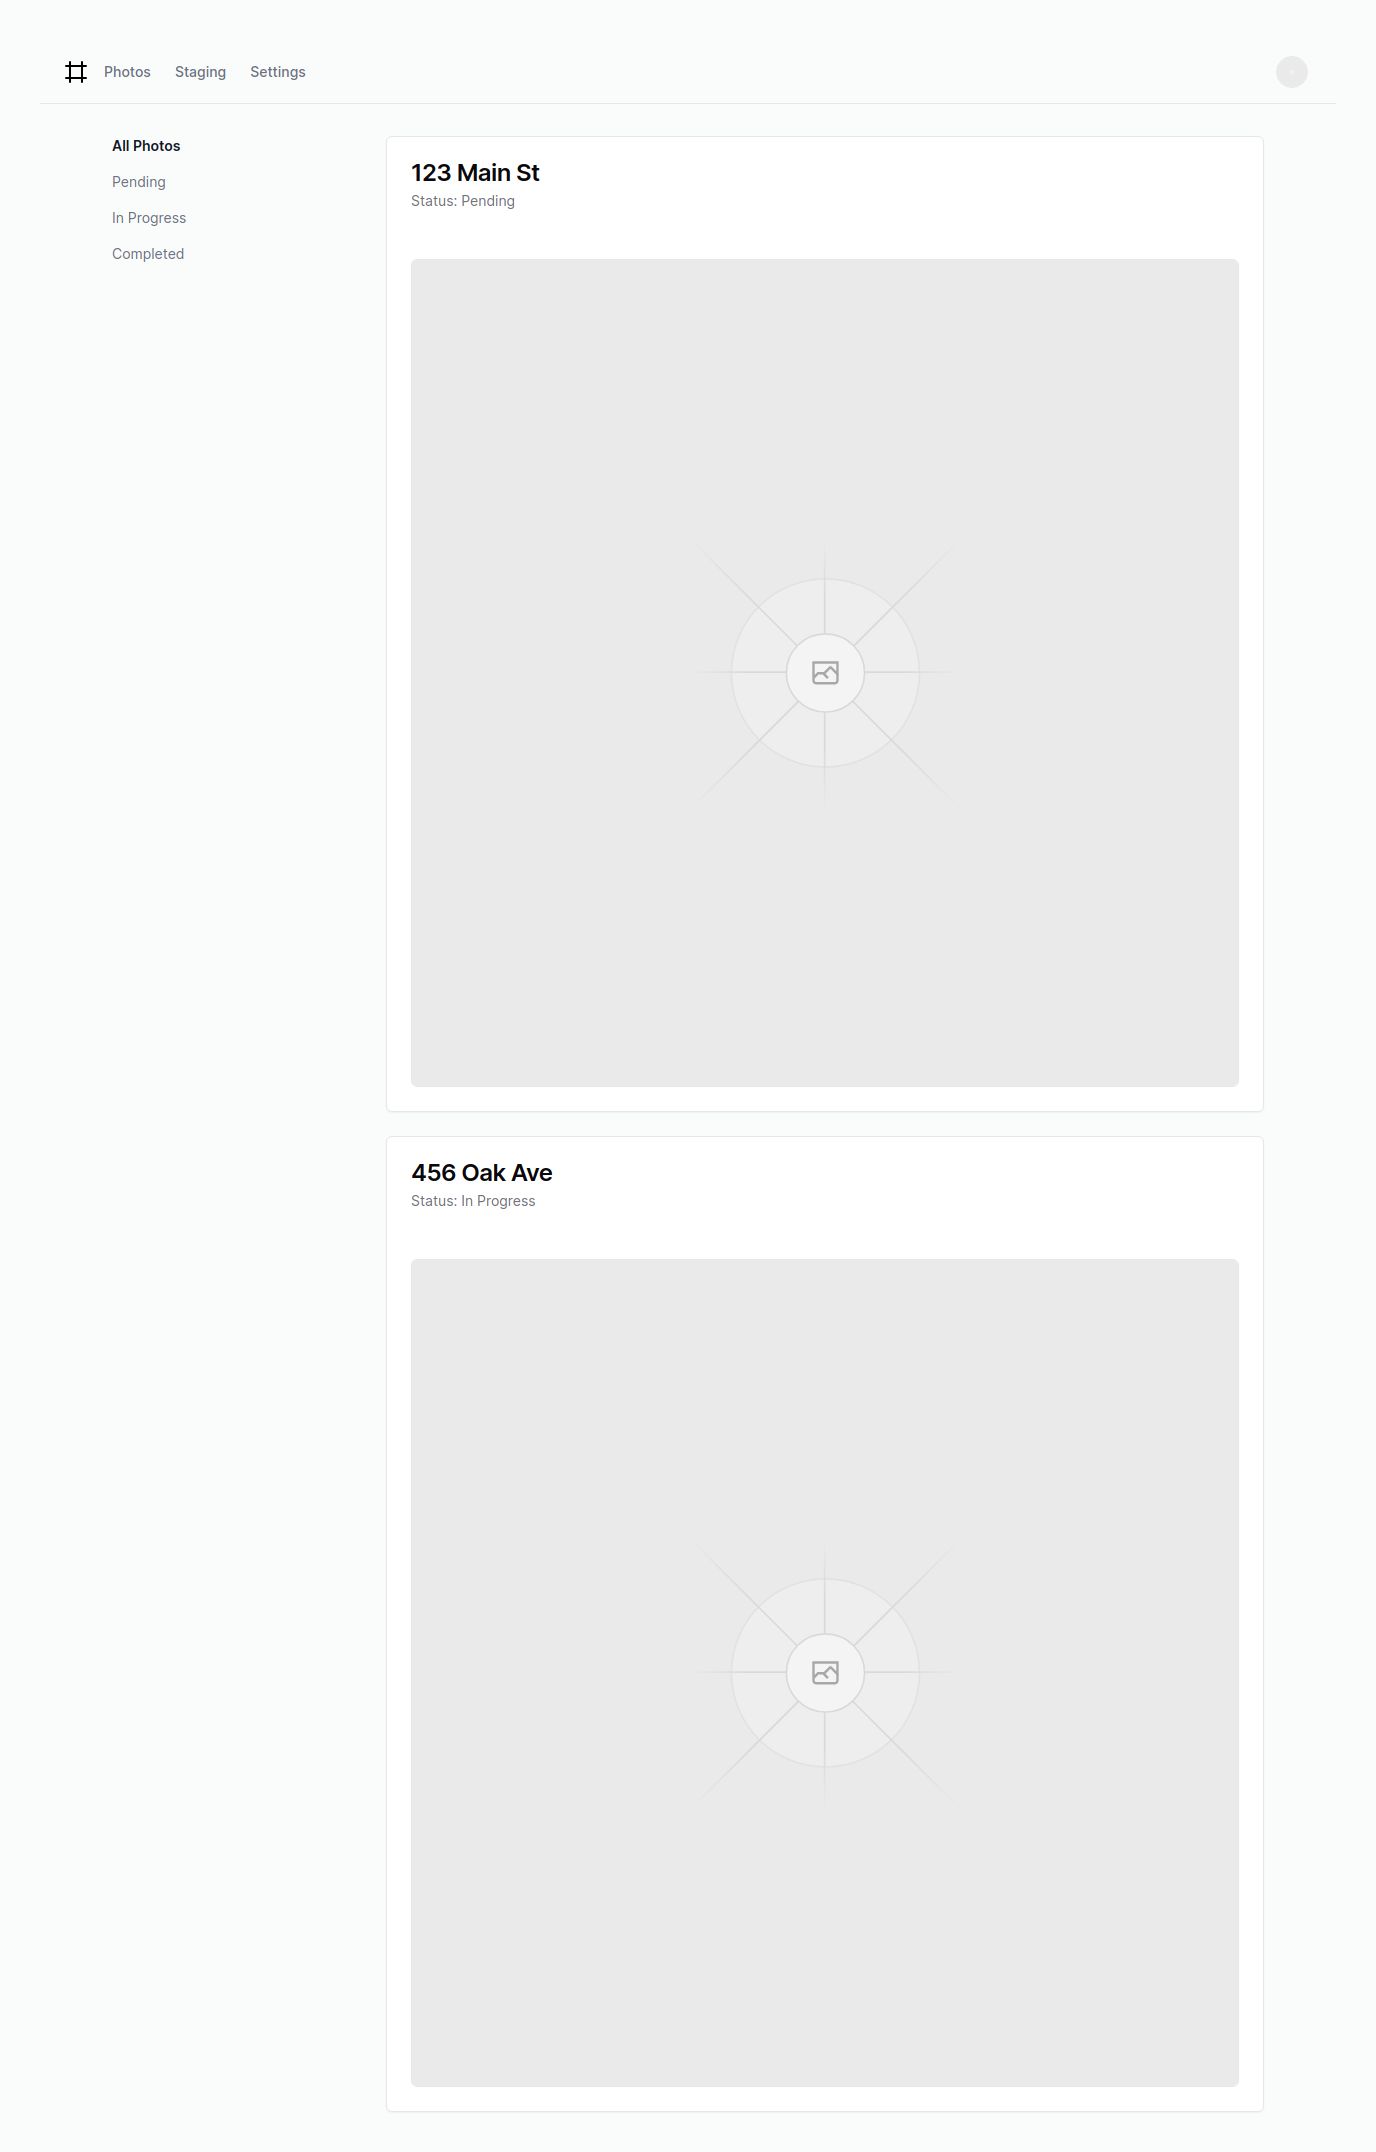 Photos Staging Settings
All Photos
Pending
In Progress
Completed
123 Main St
Status: Pending
456 Oak Ave
Status: In Progress